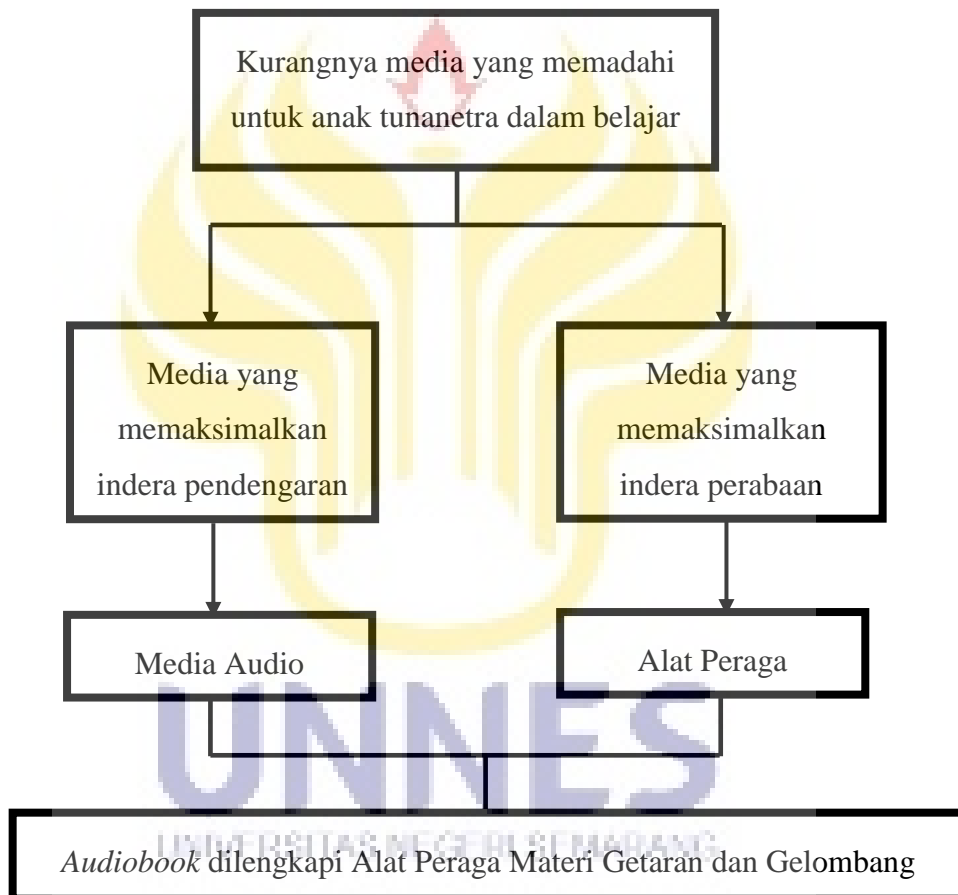 Kurangnya media yang memadahi
untuk anak tunanetra dalam belajar
Media yang
memaksimalkan
indera pendengaran
Media yang
memaksimalkan
indera perabaan
Media Audio
Alat Peraga
UNNES
UNIVERSITAS NEGERI SEMARANG
Audiobook dilengkapi Alat Peraga Materi Getaran dan Gelombang